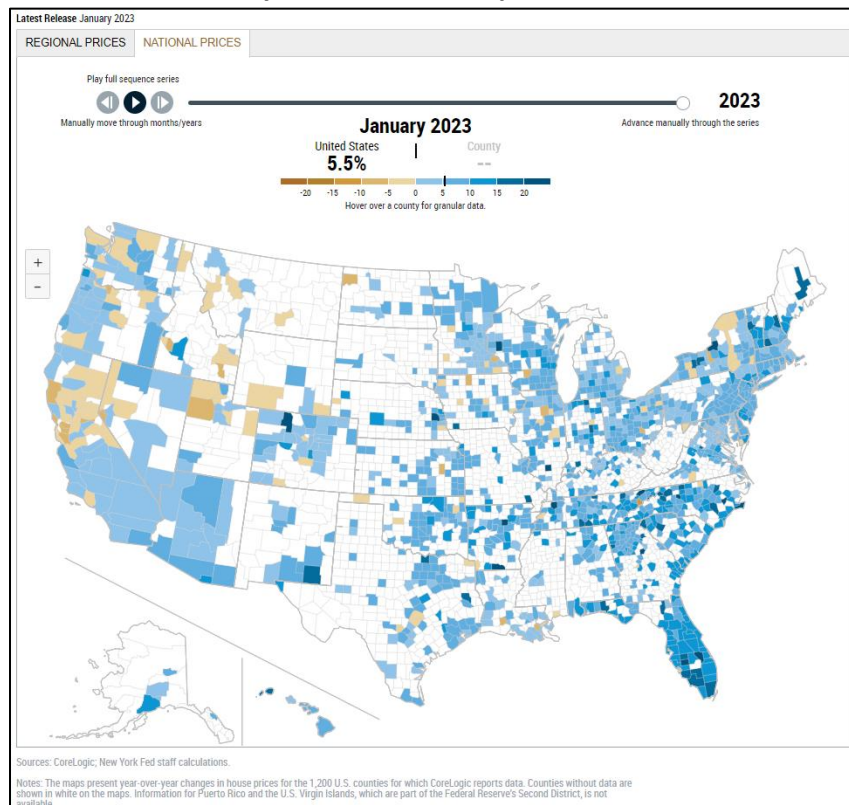 Latest Release January 2023
REGIONAL PRICES NATIONAL PRICES
Play full sequence series
2023
Manually move through months/years
Advance manually through the series
January 2023
United States
County
5.5%
--
-20 -15 -10 -5 0 5 10 15 20
Hover over a county for granular data.
+
-
Sources: CoreLogic; New York Fed staff calculations.
Notes: The maps present year-over-year changes in house prices for the 1,200 U.S. counties for which CoreLogic reports data. Counties without data are
shown in white on the maps. Information for Puerto Rico and the U.S. Virgin Islands, which are part of the Federal Reserve's Second District, is not
available.